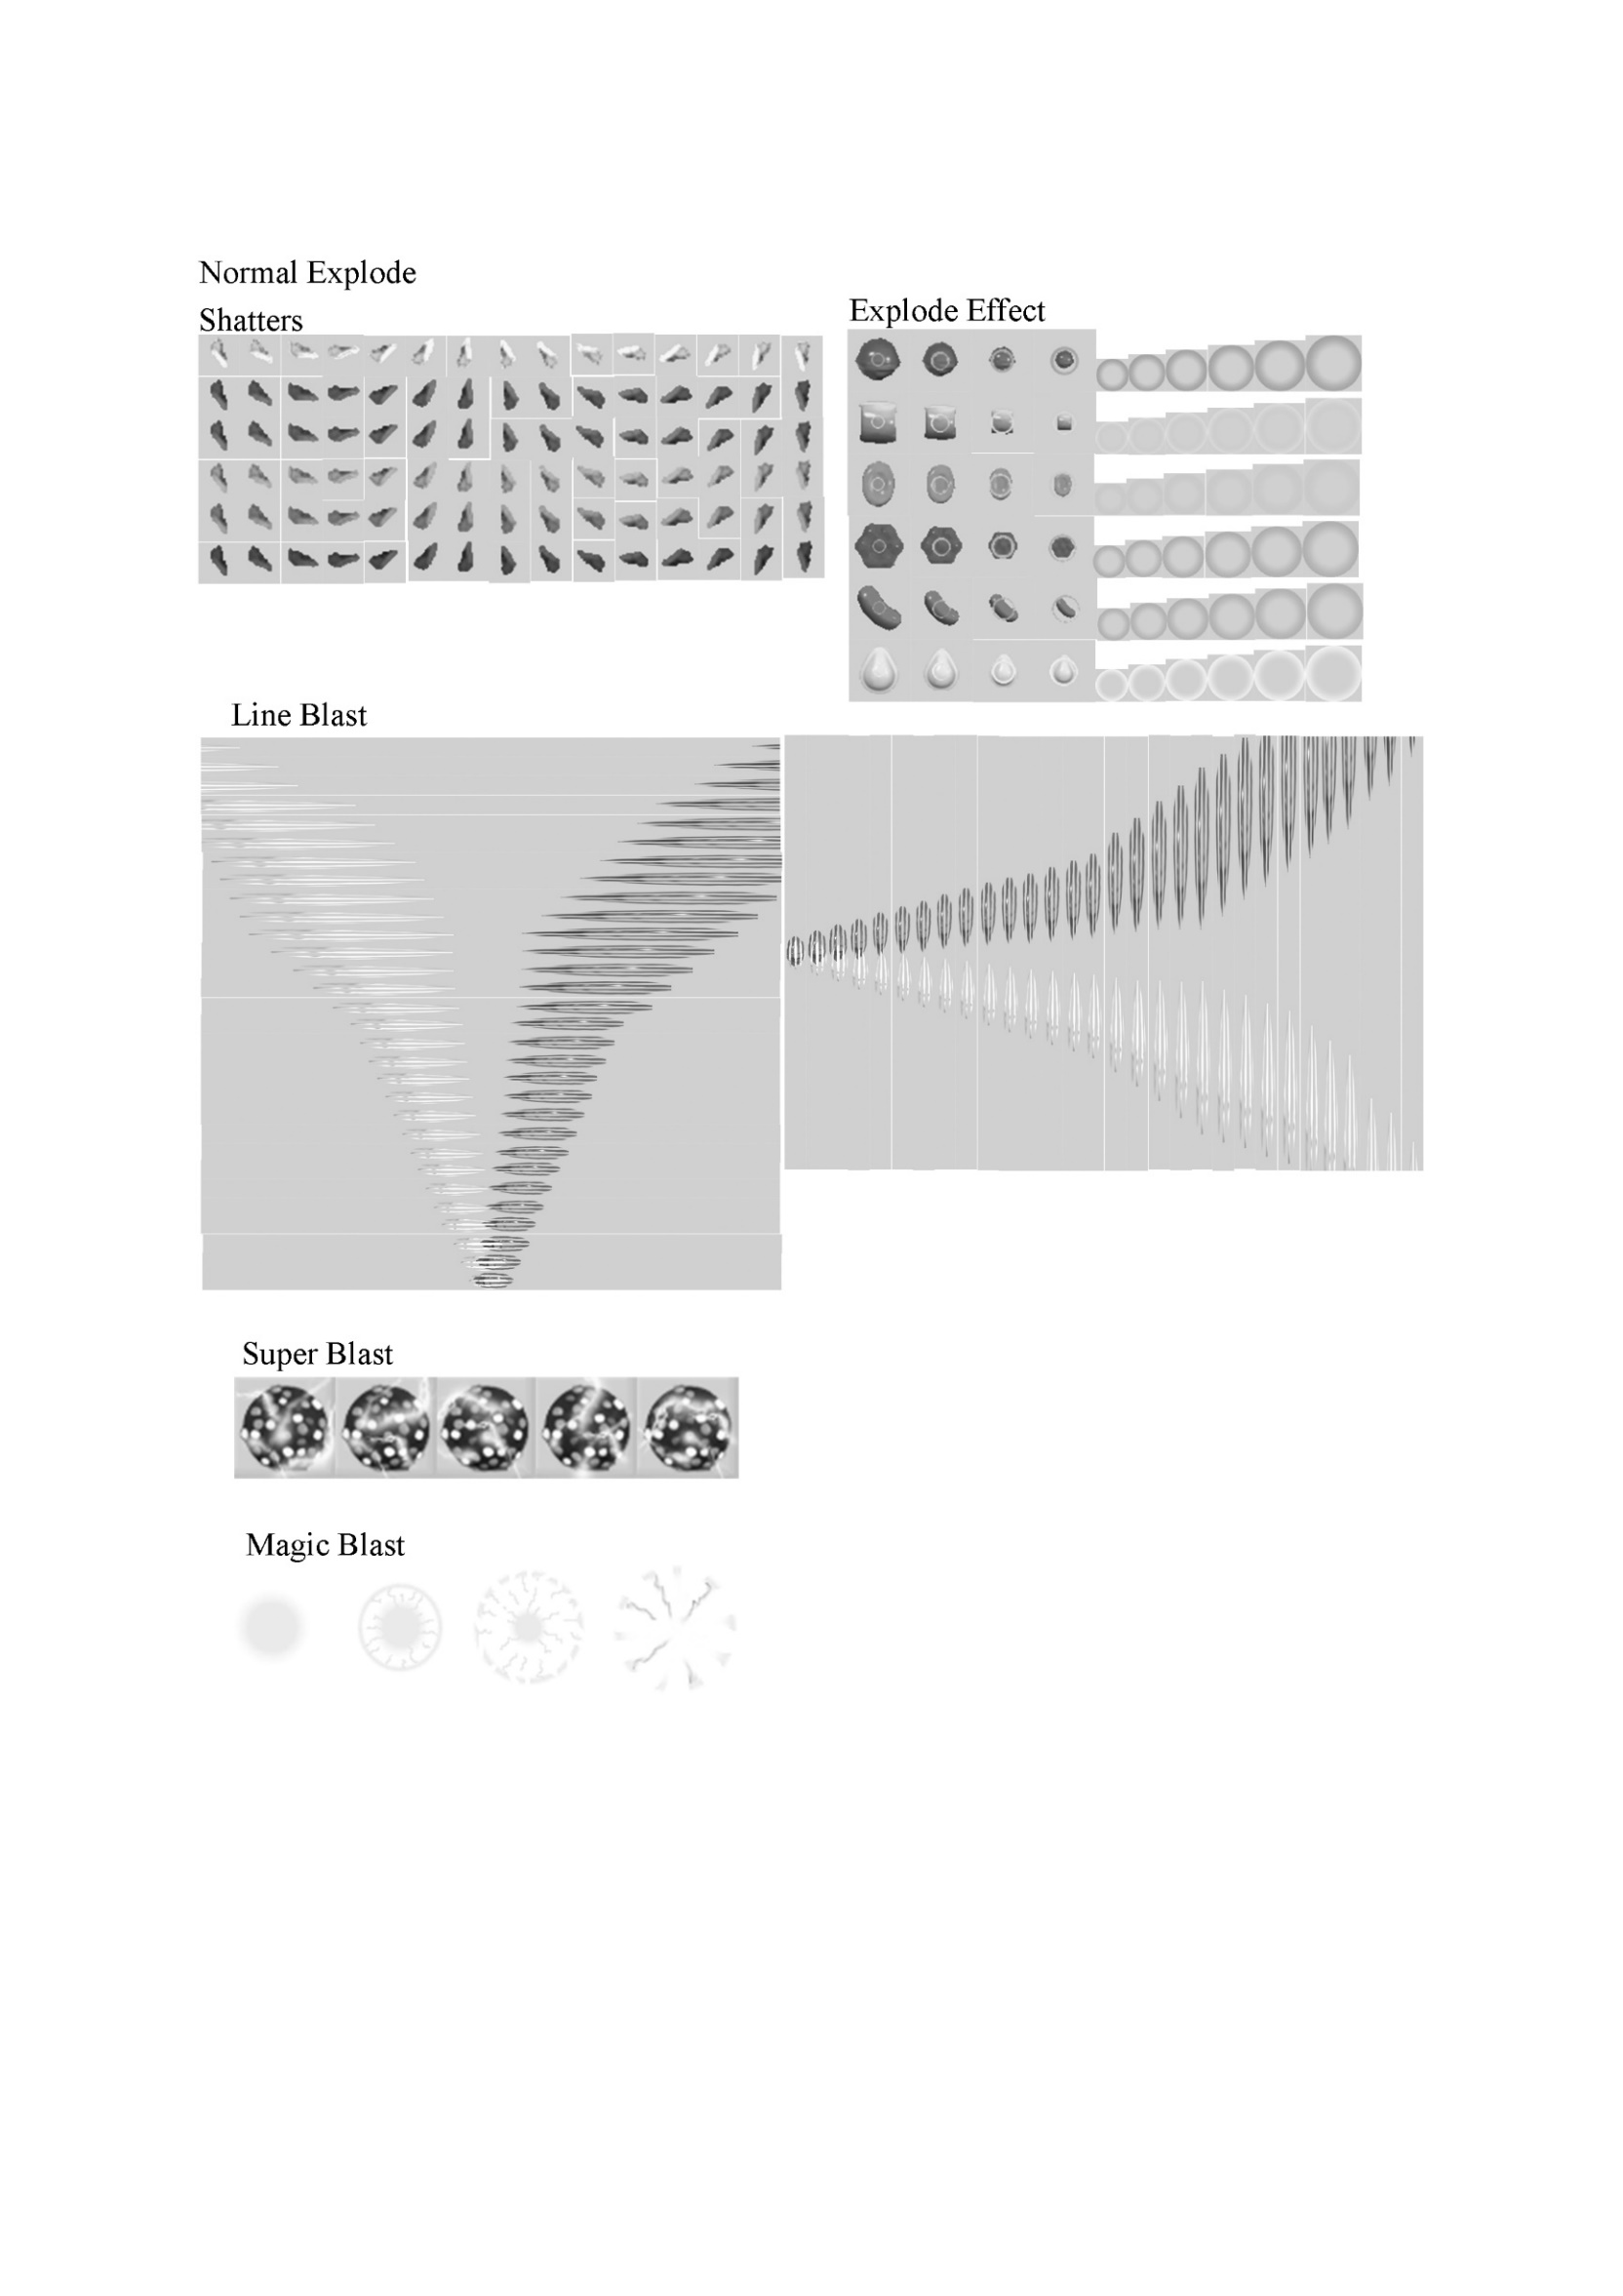 Normal Explode
Shatters
Explode Effect
Line Blast
Super Blast
Magic Blast